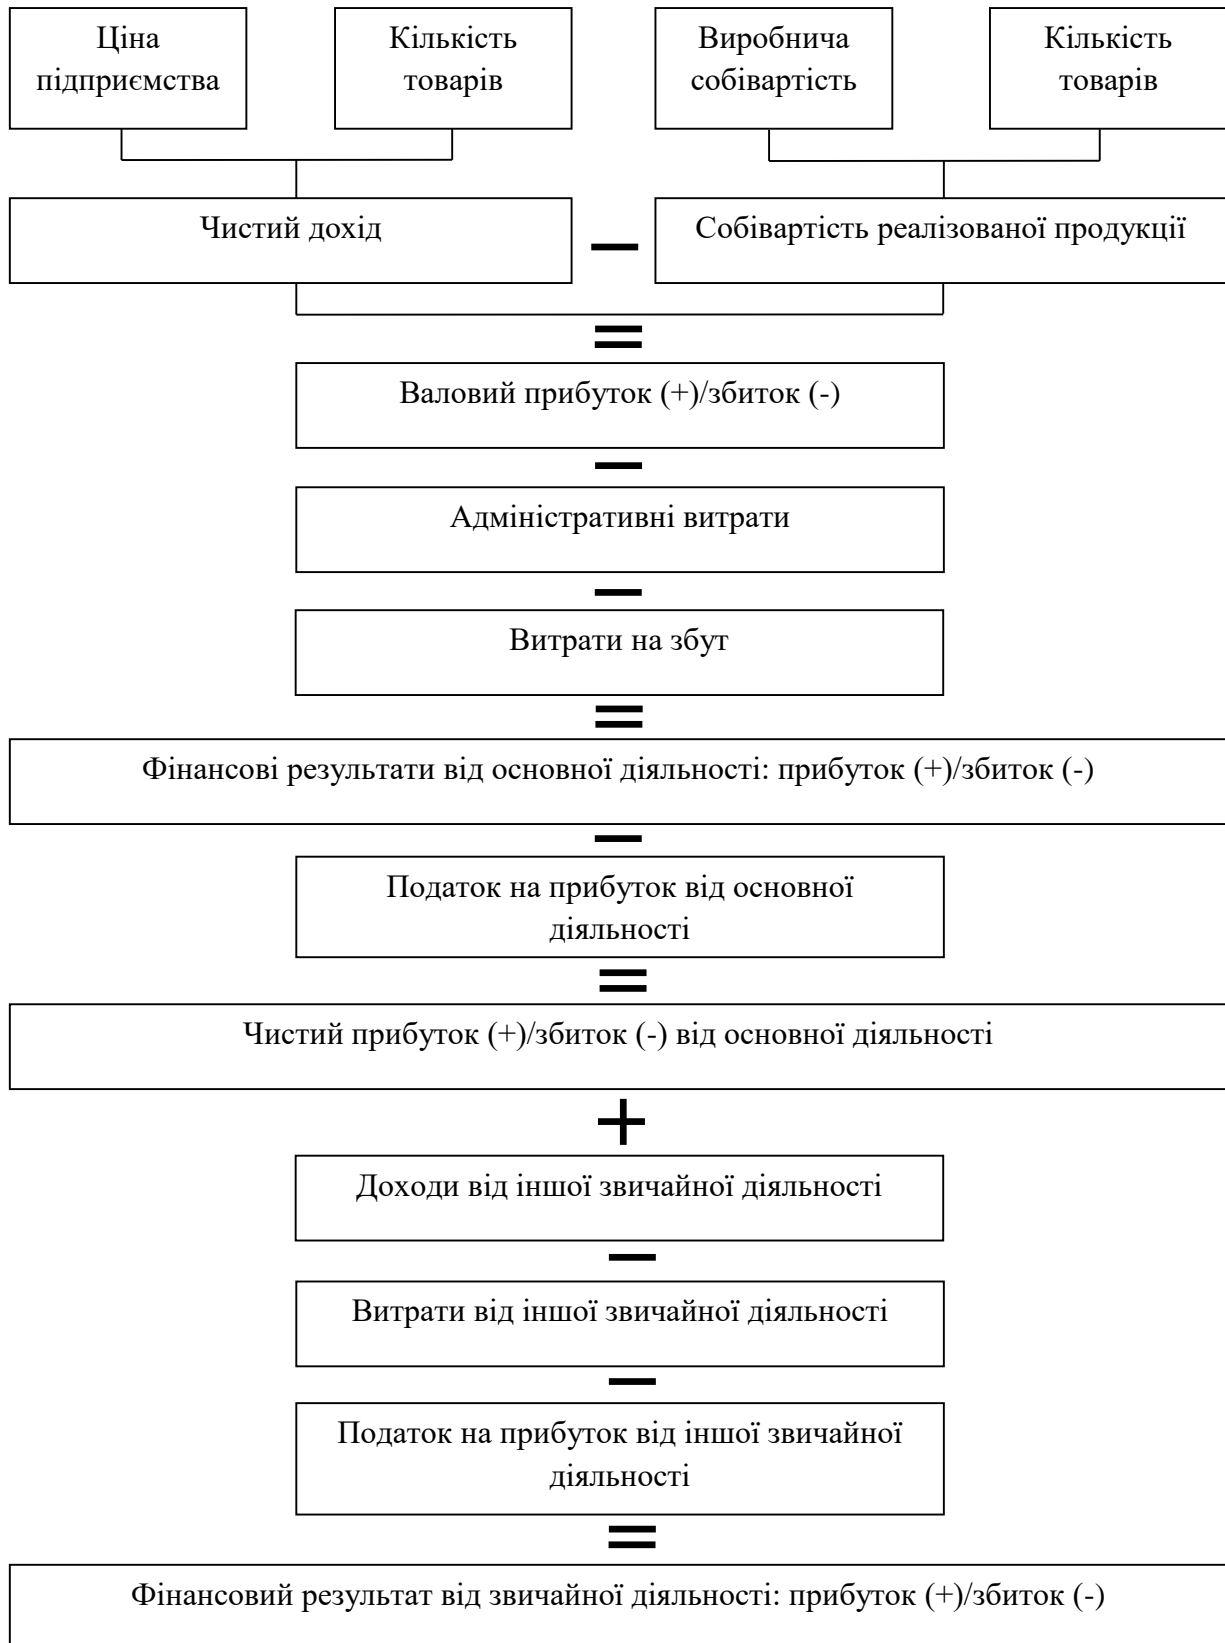 Ціна
підприємства
Кількість
товарів
Виробнича
собівартість
Кількість
товарів
Чистий дохід
—
Собівартість реалізованої продукції
=
Валовий прибуток (+)/збиток (-)
—
Адміністративні витрати
—
Витрати на збут
=
Фінансові результати від основної діяльності: прибуток (+)/збиток (-)
—
Податок на прибуток від основної
діяльності
=
Чистий прибуток (+)/збиток (-) від основної діяльності
+
Доходи від іншої звичайної діяльності
—
Витрати від іншої звичайної діяльності
—
Податок на прибуток від іншої звичайної
діяльності
=
Фінансовий результат від звичайної діяльності: прибуток (+)/збиток (-)